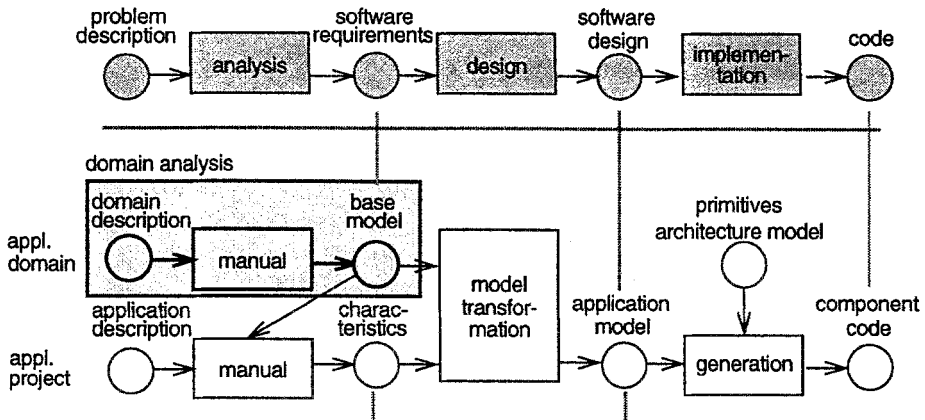 problem
description
software
requirements
software
design
code
analysis
design
implemen-
tation
domain analysis
domain
description
base
model
primitives
architecture model
appl.
domain
manual
model
transfor-
mation
application
description
charac-
teristics
application
model
component
code
appl.
project
manual
generation